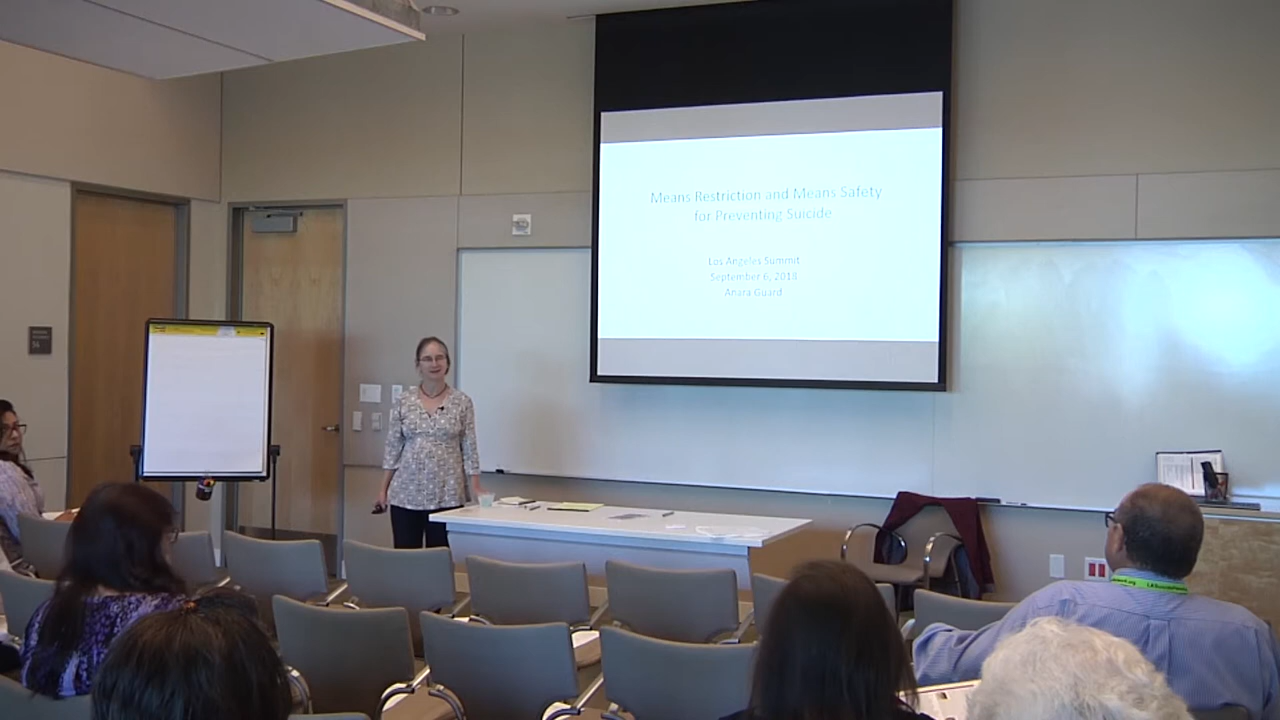 Means Restriction and Means Safety
for Preventing Suicide
Los Angeles Summit
September 6, 2018
Anara Guard